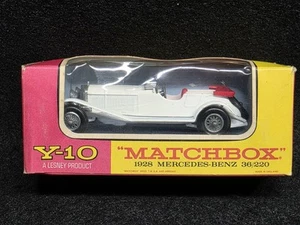 Y-10
A LESNEY PRODUCT
"MATCHBOX"
1928 MERCEDES-BENZ 36/220